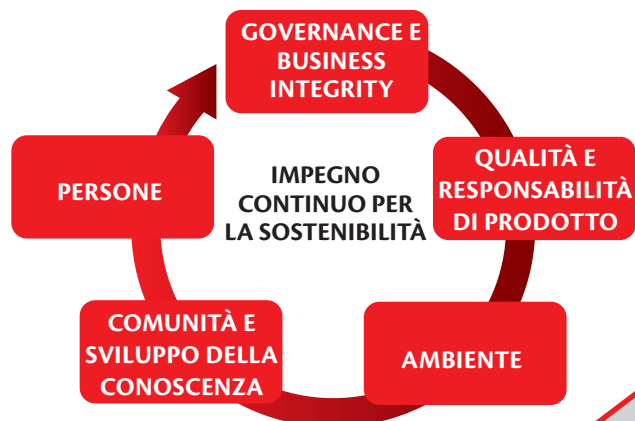 GOVERNANCE E
BUSINESS
INTEGRITY
QUALITÀ E
RESPONSABILITÀ
DI PRODOTTO
AMBIENTE
COMUNITÀ E
SVILUPPO DELLA
CONOSCENZA
PERSONE
IMPEGNO
CONTINUO PER
LA SOSTENIBILITÀ